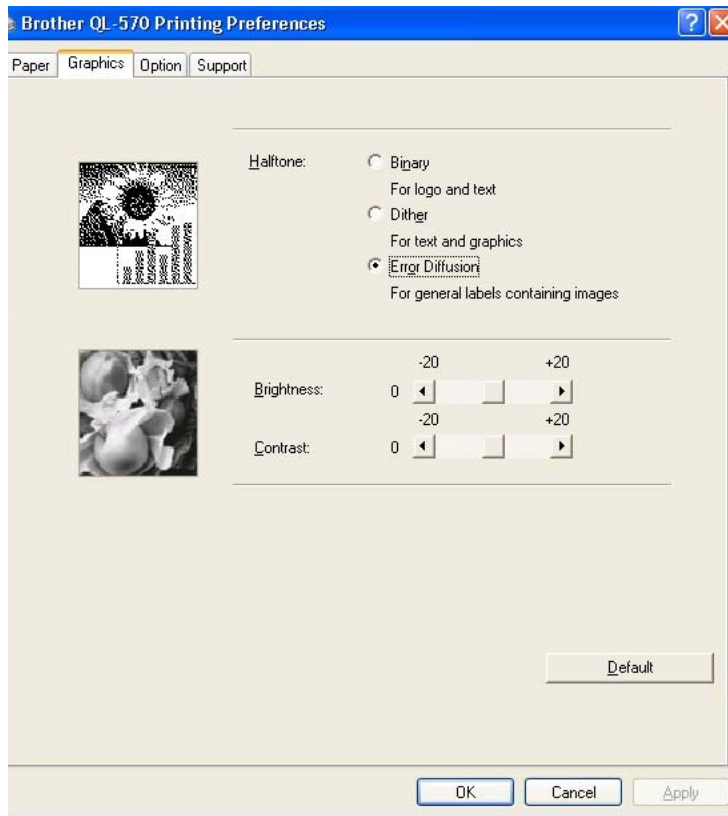 Brother QL-570 Printing Preferences
Paper Graphics Option Support
Halftone: Binary
For logo and text
Dither
For text and graphics
Error Diffusion
For general labels containing images
-20 +20
Brightness: 0
-20 +20
Contrast: 0
Default
OK Cancel Apply